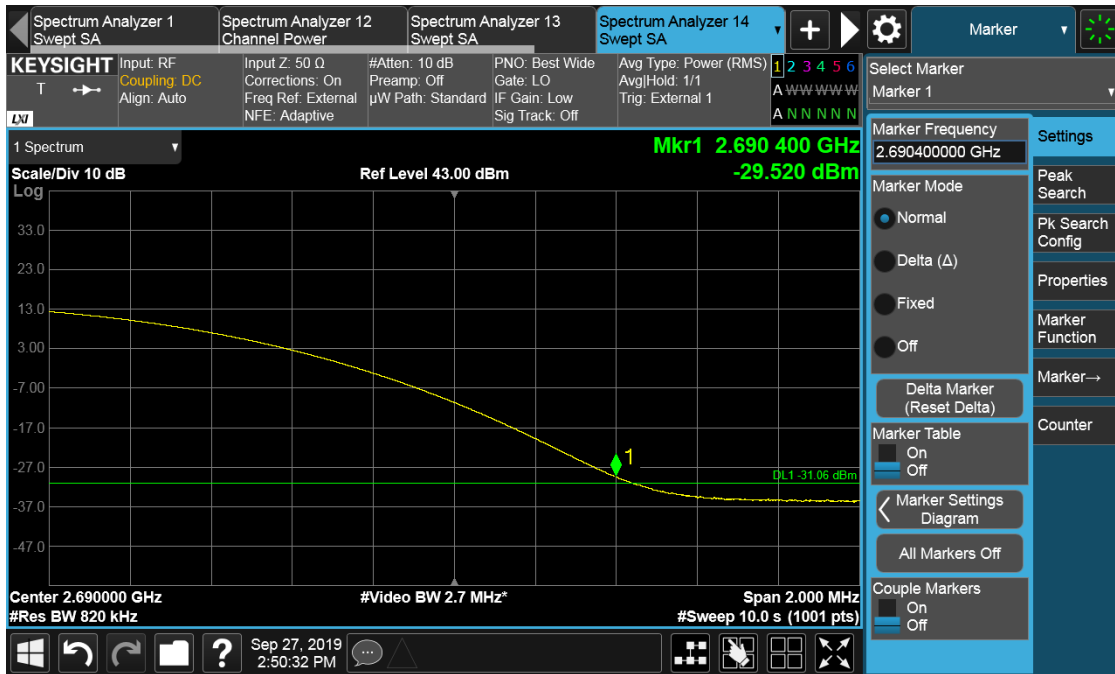 Spectrum Analyzer 1
Swept SA
Spectrum Analyzer 12
Channel Power
Spectrum Analyzer 13
Swept SA
Spectrum Analyzer 14
Swept SA
Marker
KEYSIGHT
T
LXI
Input: RF
Coupling: DC
Align: Auto
Input Z: 50 Ω
Corrections: On
Freq Ref: External
NFE: Adaptive
#Atten: 10 dB
Preamp: Off
µW Path: Standard
PNO: Best Wide
Gate: LO
IF Gain: Low
Sig Track: Off
Avg Type: Power (RMS)
Avg|Hold: 1/1
Trig: External 1
1 2 3 4 5 6
A W W W W W
A N N N N N
Select Marker
Marker 1
1 Spectrum
Mkr1 2.690 400 GHz
-29.520 dBm
Scale/Div 10 dB
Ref Level 43.00 dBm
Log
33.0
23.0
13.0
3.00
-7.00
-17.0
-27.0
-37.0
-47.0
1
DL1 -31.06 dBm
Center 2.690000 GHz
#Res BW 820 kHz
#Video BW 2.7 MHz*
Span 2.000 MHz
#Sweep 10.0 s (1001 pts)
Marker Frequency
2.690400000 GHz
Marker Mode
Normal
Delta (Δ)
Fixed
Off
Delta Marker
(Reset Delta)
Marker Table
On
Off
Marker Settings
Diagram
All Markers Off
Couple Markers
On
Off
Settings
Peak
Search
Pk Search
Config
Properties
Marker
Function
Marker→
Counter
?
Sep 27, 2019
2:50:32 PM